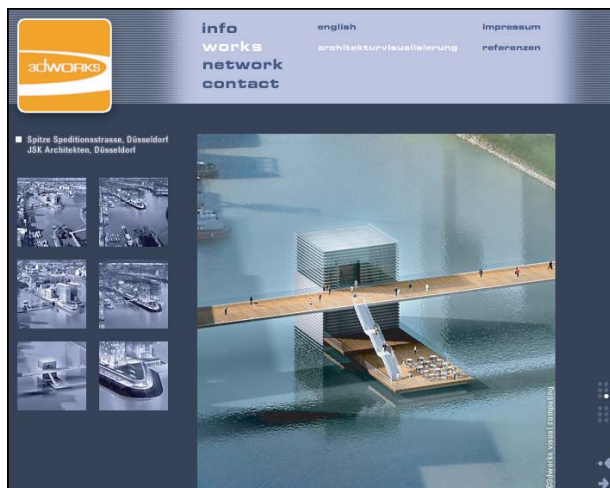 3dworks
info
works
network
contact
english
architekturvisualisierung
impressum
referenzen
Spitze Speditionsstrasse, Düsseldorf
JSK Architekten, Düsseldorf
©3dworks visual computing